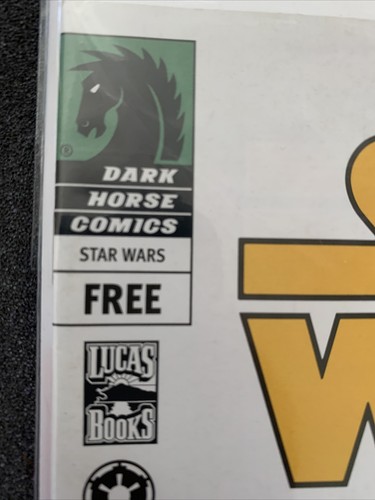 ®
DARK
HORSE
COMICS
STAR WARS
FREE
LUCAS
BOOKS
S
W